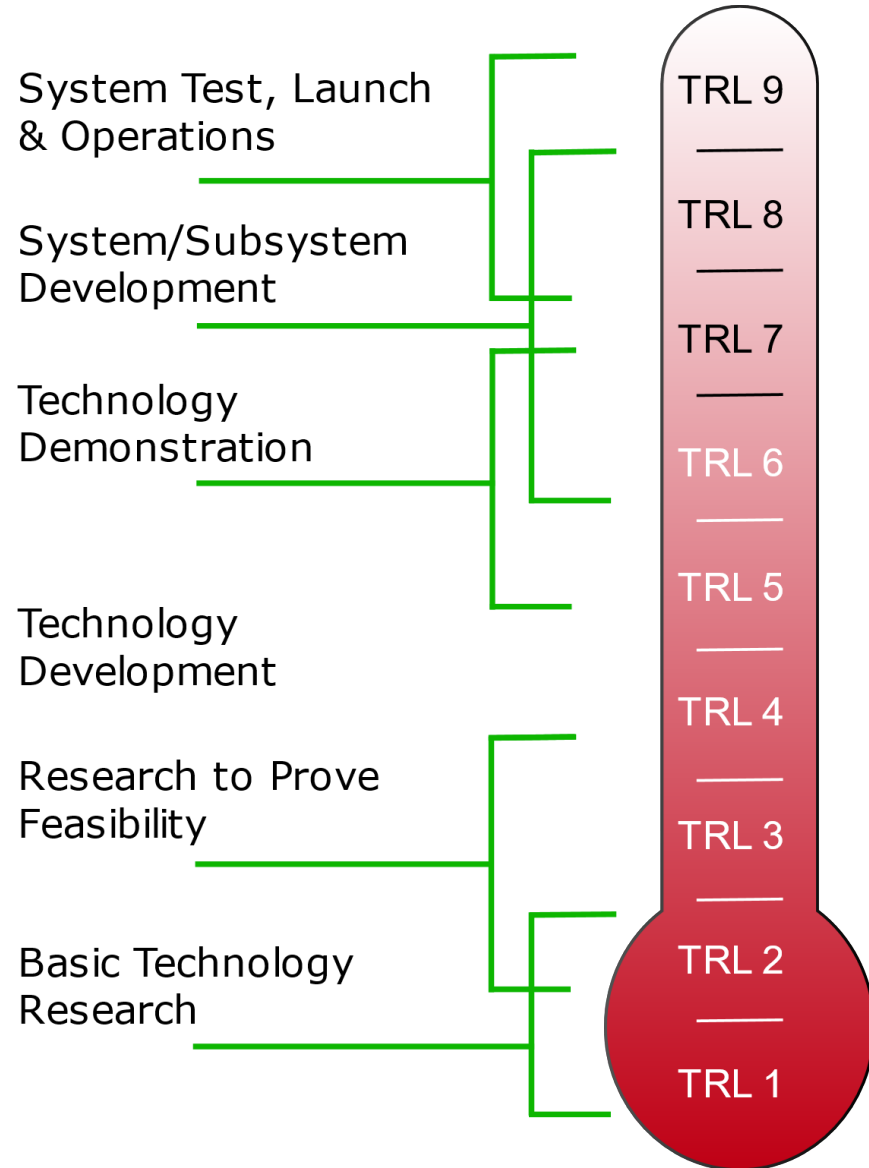 System Test, Launch
& Operations
System/Subsystem
Development
Technology
Demonstration
Technology
Development
Research to Prove
Feasibility
Basic Technology
Research
TRL 9
TRL 8
TRL 7
TRL 6
TRL 5
TRL 4
TRL 3
TRL 2
TRL 1